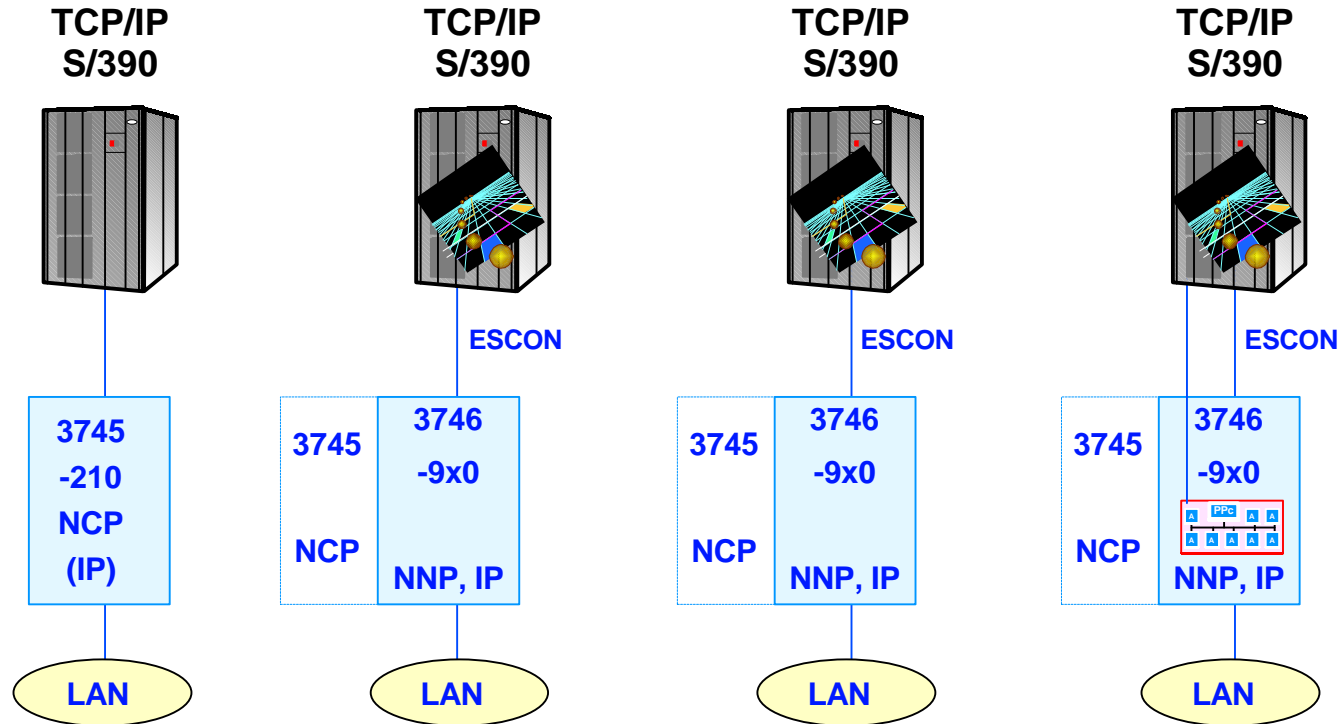 TCP/IP
S/390
TCP/IP
S/390
TCP/IP
S/390
TCP/IP
S/390
ESCON
ESCON
ESCON
3745
-210
NCP
(IP)
3745
NCP
3746
-9x0
NNP, IP
3745
NCP
3746
-9x0
NNP, IP
3745
NCP
3746
-9x0
A
PPc
A
A
A
A
A
A
A
NNP, IP
LAN
LAN
LAN
LAN